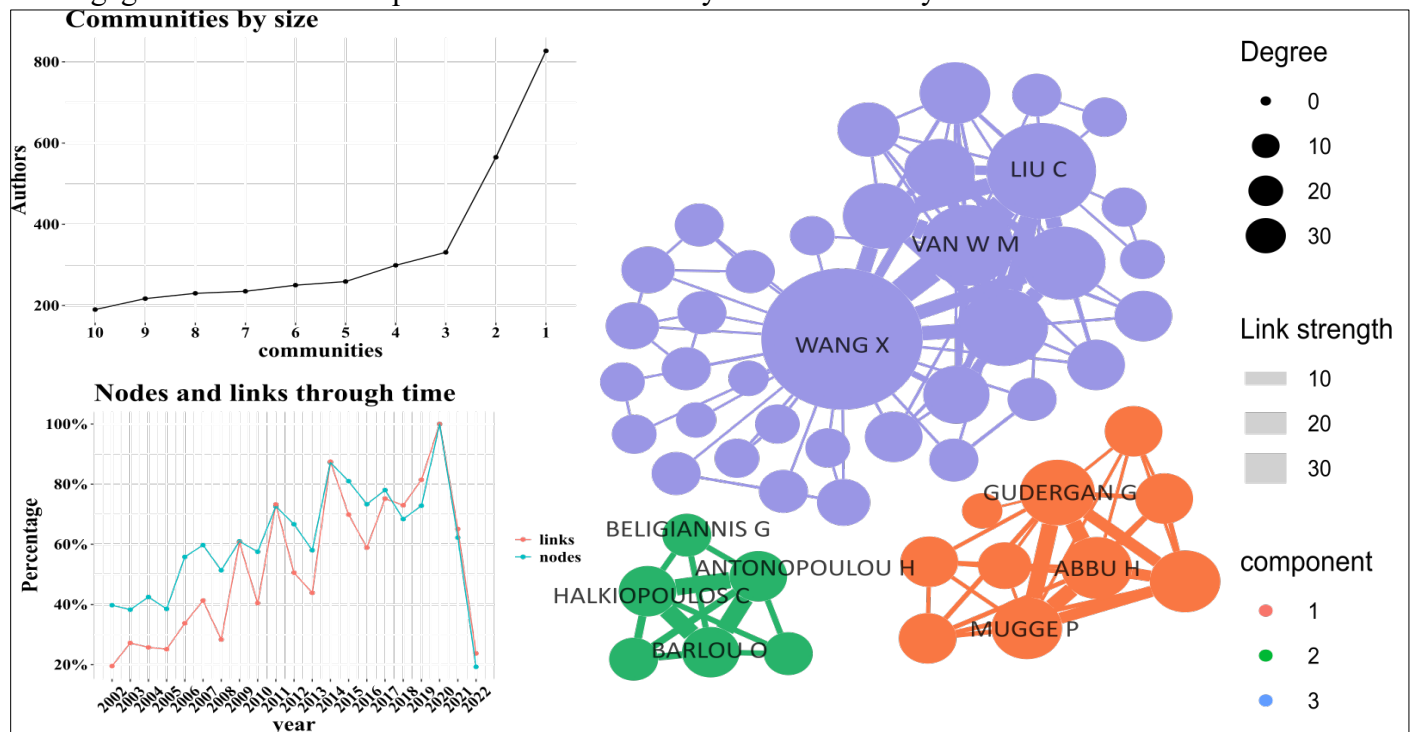 Communities by size
800
600
400
200
Authors
10 9 8 7 6 5 4 3 2 1
communities
Nodes and links through time
100%
80%
60%
40%
20%
Percentage
2002 2003 2004 2005 2006 2007 2008 2009 2010 2011 2012 2013 2014 2015 2016 2017 2018 2019 2020 2021 2022
year
links
nodes
LIU C
VAN W M
WANG X
GUDERGAN G
ABBU H
MUGGE P
BELIGIANNIS G
ANTONOPOULOU H
HALKIOPOULOS C
BARLOU O
Degree
0
10
20
30
Link strength
10
20
30
component
1
2
3